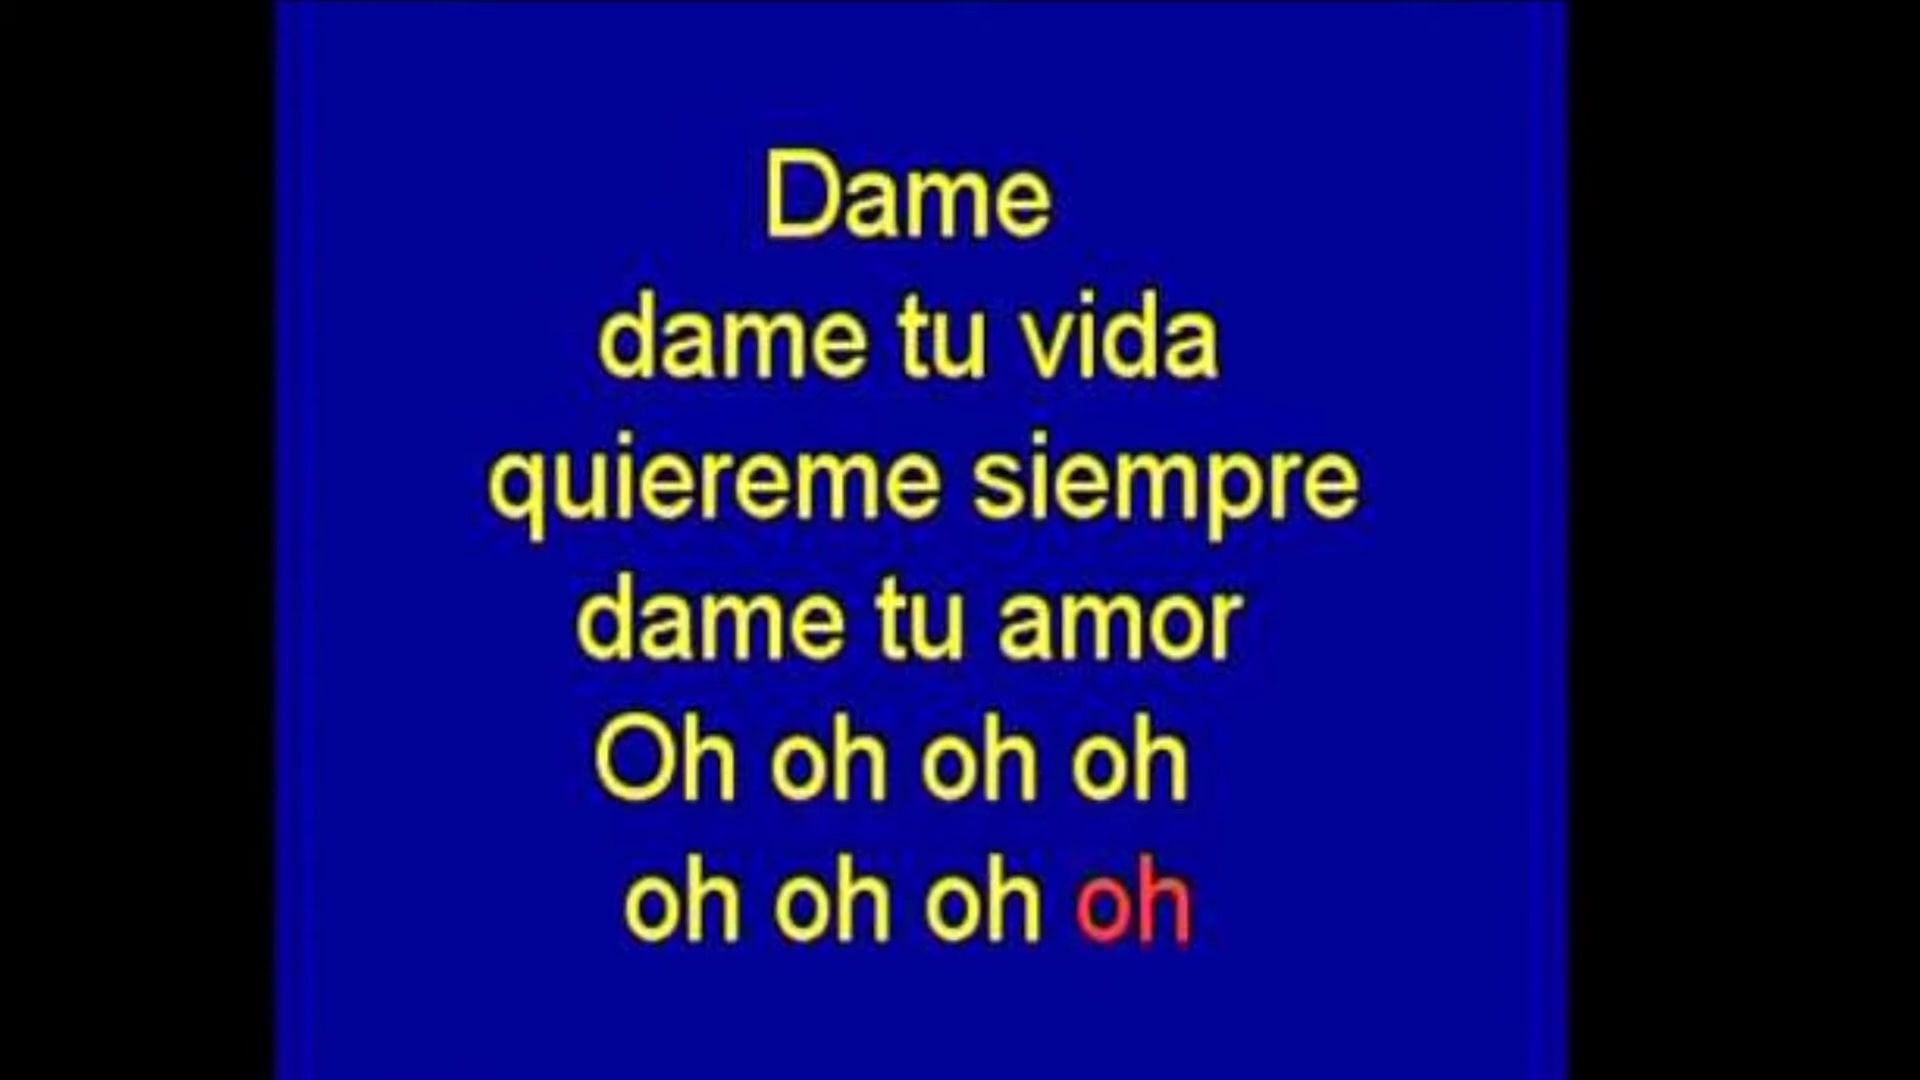 Dame
dame tu vida
quiereme siempre
dame tu amor
Oh oh oh oh
oh oh oh oh